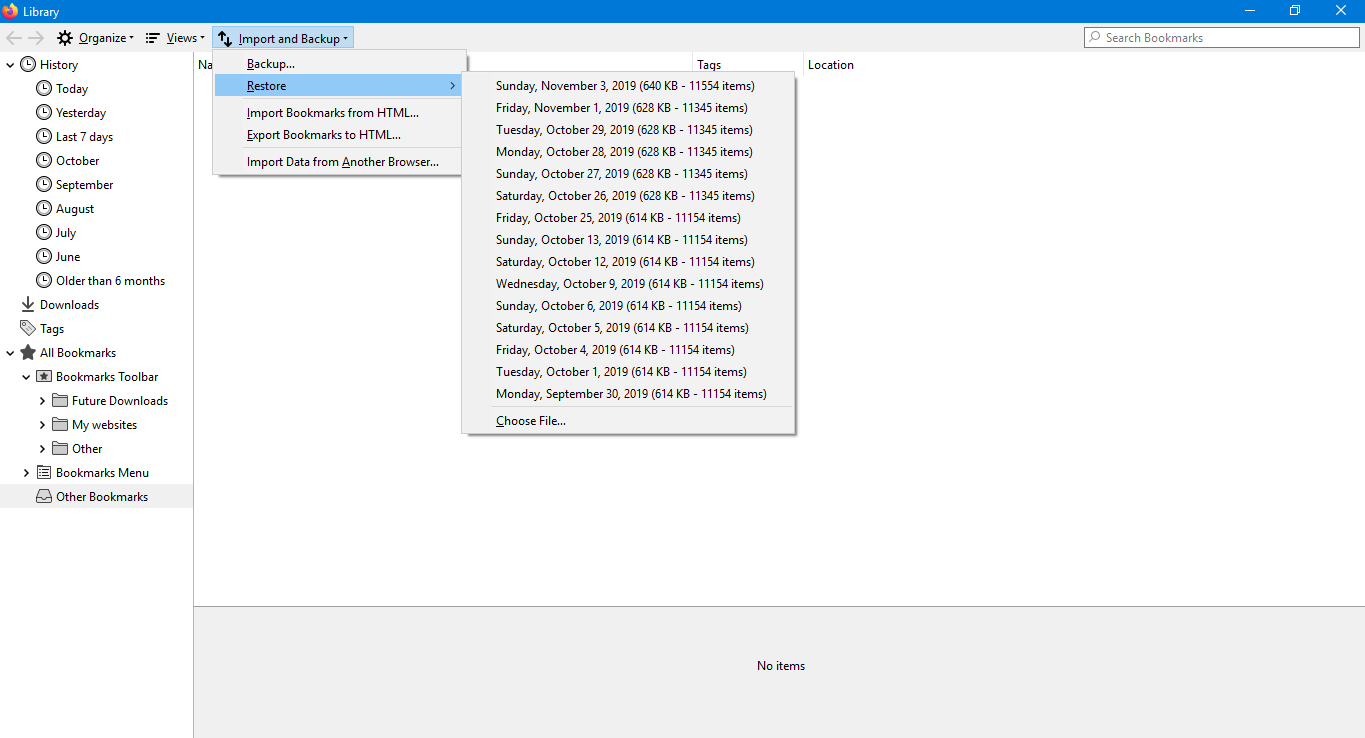 Library
Organize
Views
Import and Backup
Search Bookmarks
History
Today
Yesterday
Last 7 days
October
September
August
July
June
Older than 6 months
Downloads
Tags
All Bookmarks
Bookmarks Toolbar
Future Downloads
My websites
Other
Bookmarks Menu
Other Bookmarks
Na
Tags
Location
Backup...
Restore
Import Bookmarks from HTML...
Export Bookmarks to HTML...
Import Data from Another Browser...
Sunday, November 3, 2019 (640 KB - 11554 items)
Friday, November 1, 2019 (628 KB - 11345 items)
Tuesday, October 29, 2019 (628 KB - 11345 items)
Monday, October 28, 2019 (628 KB - 11345 items)
Sunday, October 27, 2019 (628 KB - 11345 items)
Saturday, October 26, 2019 (628 KB - 11345 items)
Friday, October 25, 2019 (614 KB - 11154 items)
Sunday, October 13, 2019 (614 KB - 11154 items)
Saturday, October 12, 2019 (614 KB - 11154 items)
Wednesday, October 9, 2019 (614 KB - 11154 items)
Sunday, October 6, 2019 (614 KB - 11154 items)
Saturday, October 5, 2019 (614 KB - 11154 items)
Friday, October 4, 2019 (614 KB - 11154 items)
Tuesday, October 1, 2019 (614 KB - 11154 items)
Monday, September 30, 2019 (614 KB - 11154 items)
Choose File...
No items